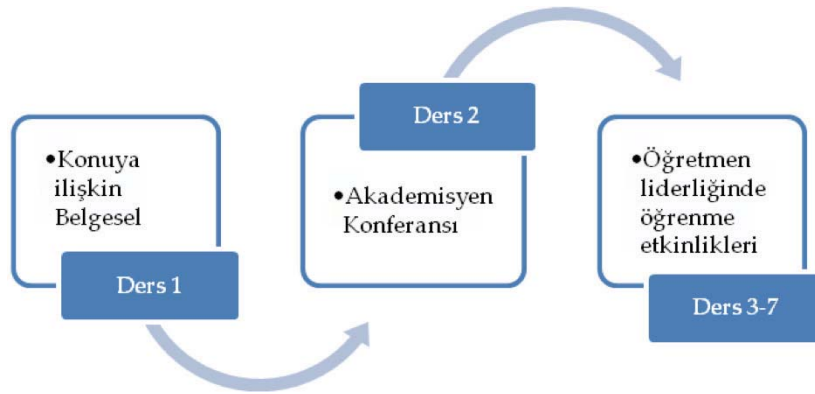 •Konuya
ilişkin
Belgesel
Ders 1
Ders 2
•Akademisyen
Konferansı
•Öğretmen
liderliğinde
öğrenme
etkinlikleri
Ders 3-7